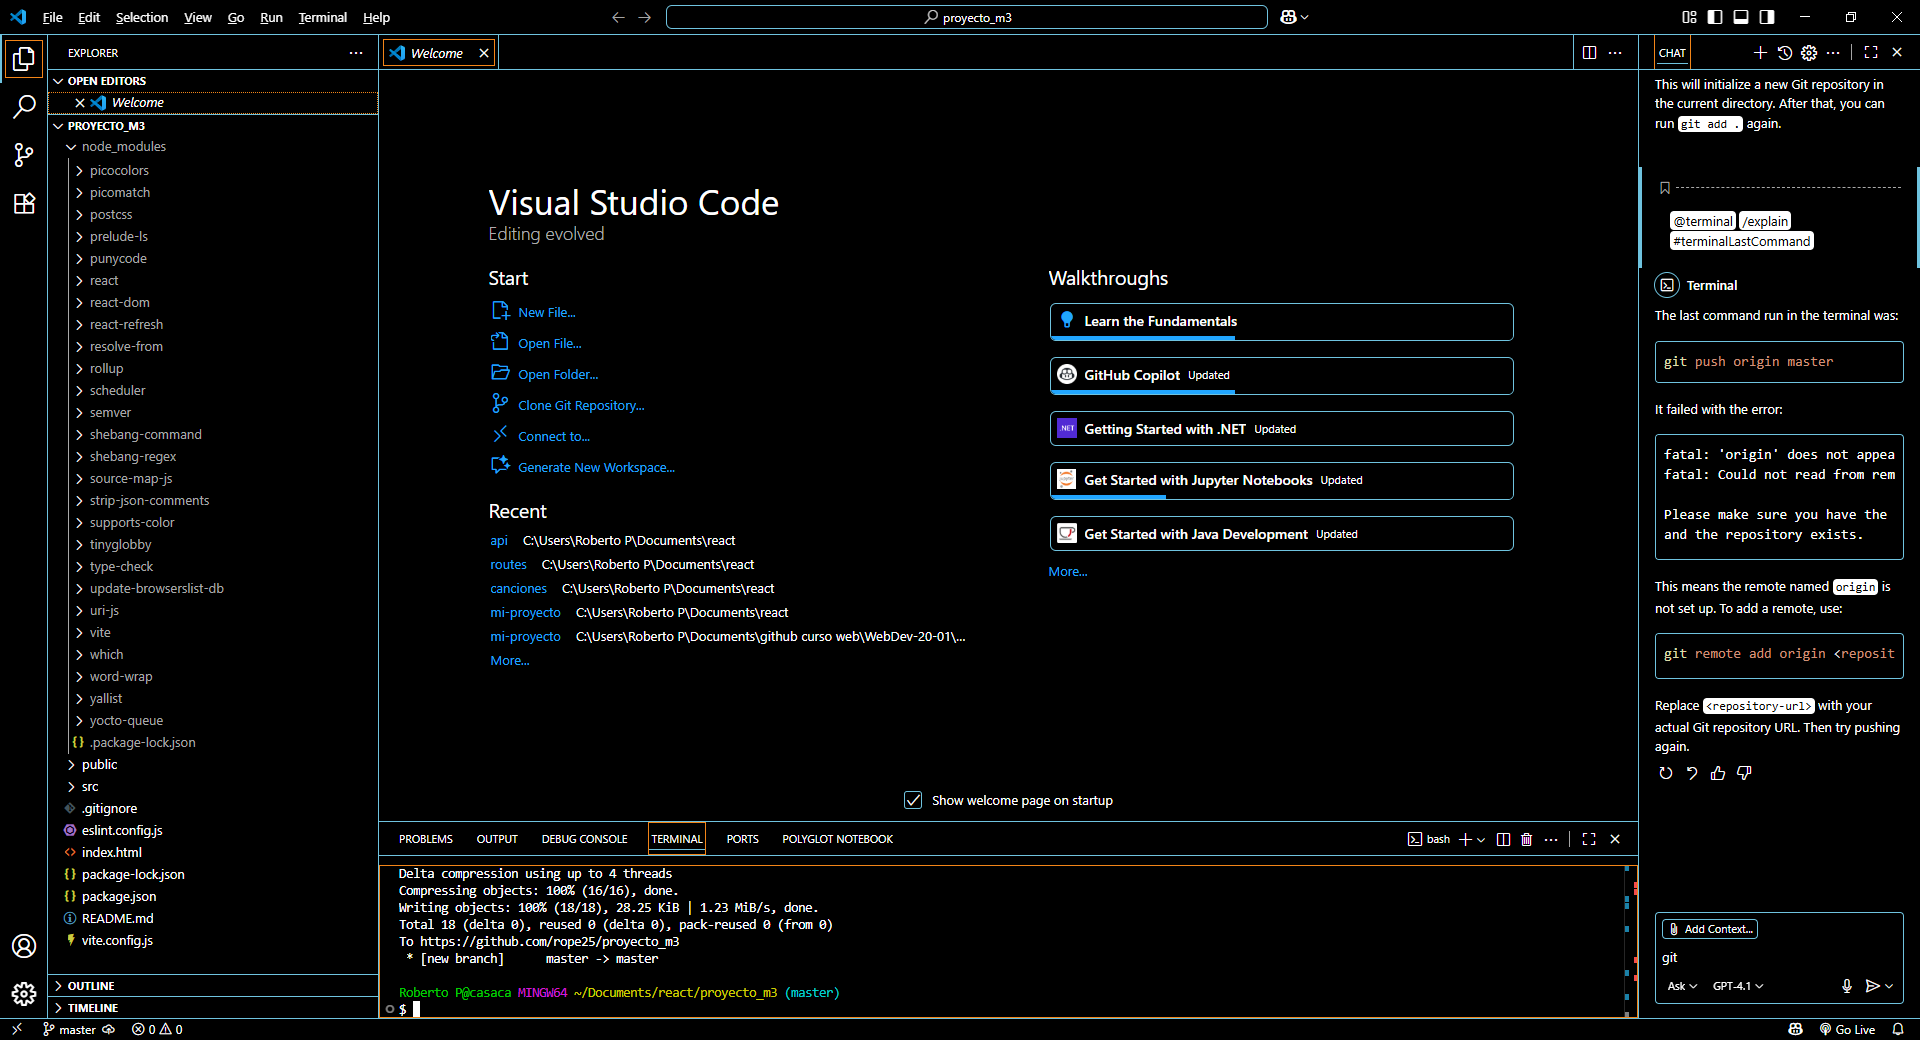 File Edit Selection View Go Run Terminal Help
proyecto_m3
EXPLORER
OPEN EDITORS
Welcome
PROYECTO_M3
node_modules
picocolors
picomatch
postcss
prelude-ls
punycode
react
react-dom
react-refresh
resolve-from
rollup
scheduler
semver
shebang-command
shebang-regex
source-map-js
strip-json-comments
supports-color
tinyglobby
type-check
update-browserslist-db
uri-js
vite
which
word-wrap
yallist
yocto-queue
.package-lock.json
public
src
.gitignore
eslint.config.js
index.html
package-lock.json
package.json
README.md
vite.config.js
OUTLINE
TIMELINE
Welcome
Visual Studio Code
Editing evolved
Start
New File...
Open File...
Open Folder...
Clone Git Repository...
Connect to...
Generate New Workspace...
Recent
api C:\Users\Roberto P\Documents\react
routes C:\Users\Roberto P\Documents\react
canciones C:\Users\Roberto P\Documents\react
mi-proyecto C:\Users\Roberto P\Documents\react
mi-proyecto C:\Users\Roberto P\Documents\github curso web\WebDev-20-01\...
More...
Walkthroughs
Learn the Fundamentals
GitHub Copilot Updated
.NET Getting Started with .NET Updated
Get Started with Jupyter Notebooks Updated
Get Started with Java Development Updated
More...
Show welcome page on startup
PROBLEMS OUTPUT DEBUG CONSOLE TERMINAL PORTS POLYGLOT NOTEBOOK
bash
Delta compression using up to 4 threads
Compressing objects: 100% (16/16), done.
Writing objects: 100% (18/18), 28.25 KiB | 1.23 MiB/s, done.
Total 18 (delta 0), reused 0 (delta 0), pack-reused 0 (from 0)
To https://github.com/rope25/proyecto_m3
* [new branch] master -> master
Roberto P@casaca MINGW64 ~/Documents/react/proyecto_m3 (master)
$
CHAT
This will initialize a new Git repository in
the current directory. After that, you can
run git add . again.
@terminal /explain
#terminalLastCommand
Terminal
The last command run in the terminal was:
git push origin master
It failed with the error:
fatal: 'origin' does not appea
fatal: Could not read from rem
Please make sure you have the
and the repository exists.
This means the remote named origin is
not set up. To add a remote, use:
git remote add origin <reposit
Replace <repository-url> with your
actual Git repository URL. Then try pushing
again.
Add Context...
git
Ask GPT-4.1
master 0 0
Go Live